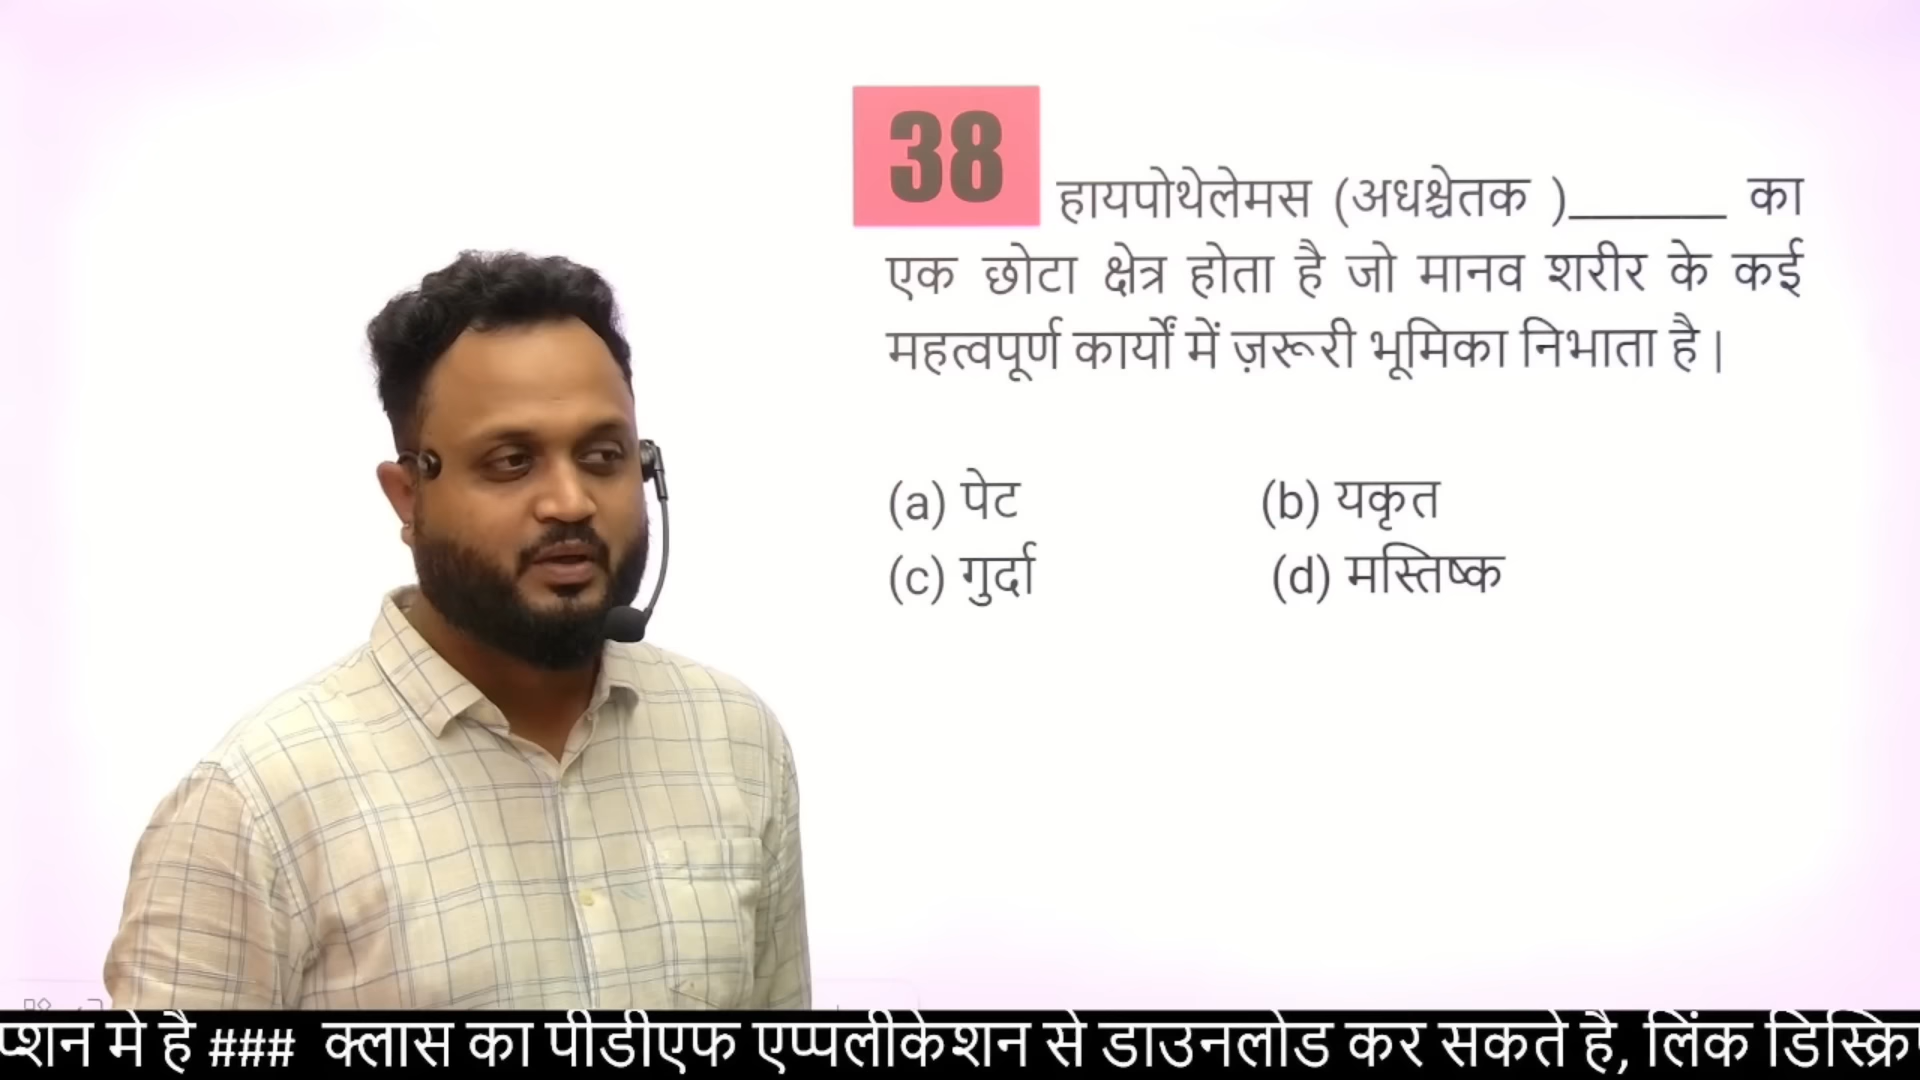 38
हायपोथेलेमस (अधश्चेतक )______ का
एक छोटा क्षेत्र होता है जो मानव शरीर के कई
महत्वपूर्ण कार्यों में ज़रूरी भूमिका निभाता है।
(a) पेट (b) यकृत
(c) गुर्दा (d) मस्तिष्क
प्शन मे है ### क्लास का पीडीएफ एप्पलीकेशन से डाउनलोड कर सकते है, लिंक डिस्क्रि